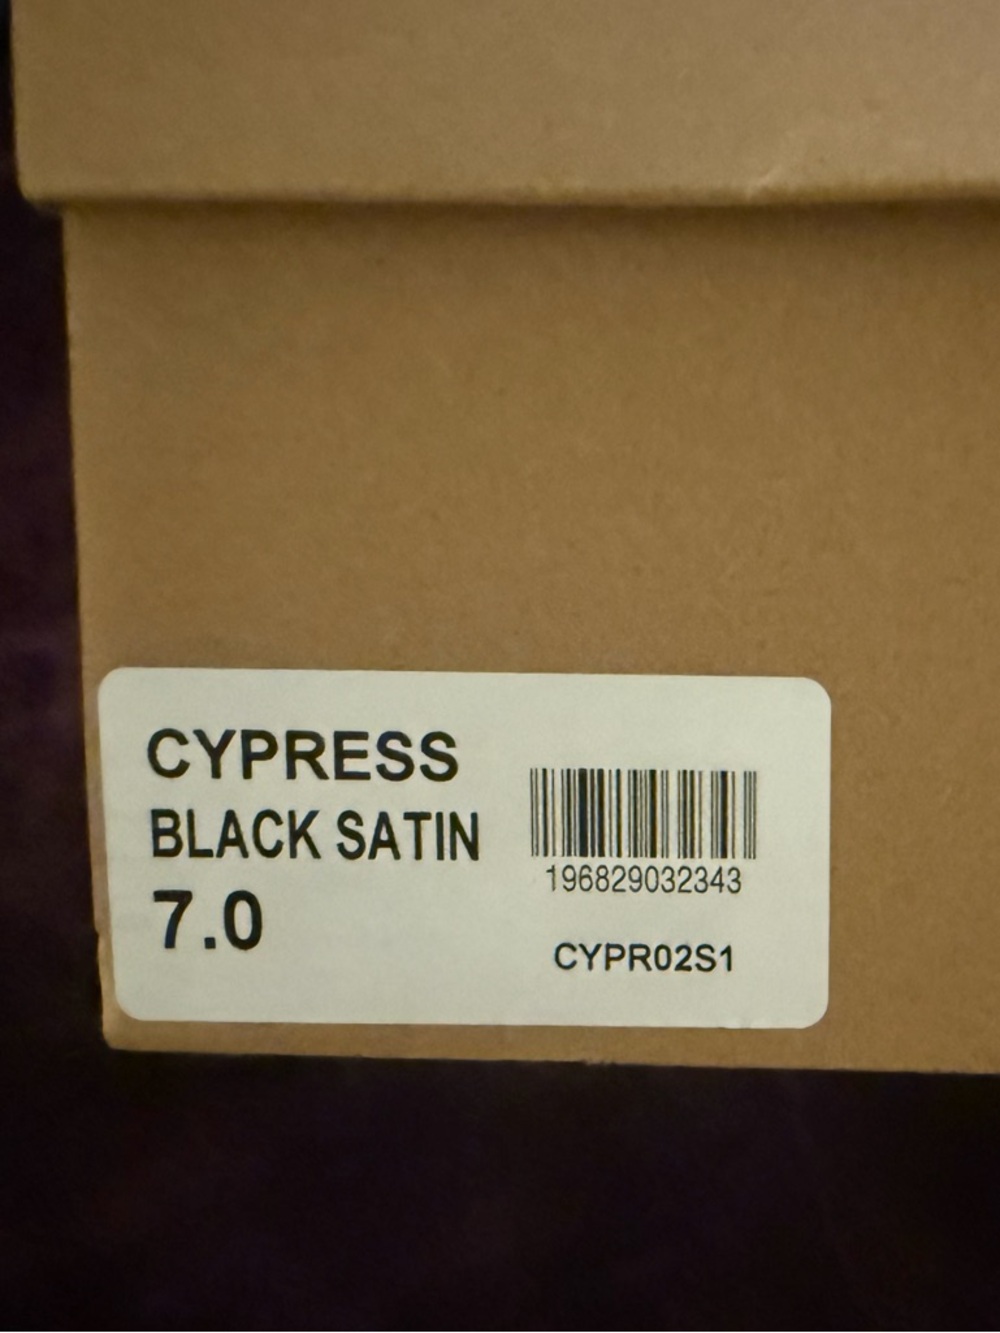 CYPRESS
BLACK SATIN
7.0
196829032343
CYPR02S1